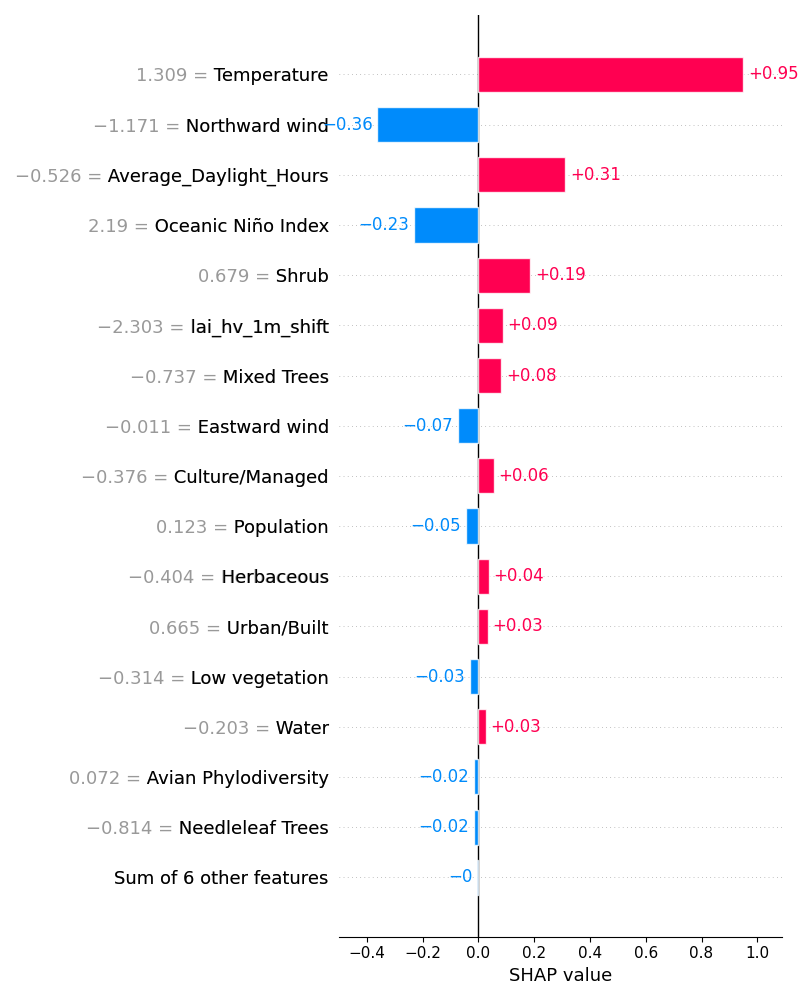 1.309 = Temperature +0.95
−1.171 = Northward wind −0.36
−0.526 = Average_Daylight_Hours +0.31
2.19 = Oceanic Niño Index −0.23
0.679 = Shrub +0.19
−2.303 = lai_hv_1m_shift +0.09
−0.737 = Mixed Trees +0.08
−0.011 = Eastward wind −0.07
−0.376 = Culture/Managed +0.06
0.123 = Population −0.05
−0.404 = Herbaceous +0.04
0.665 = Urban/Built +0.03
−0.314 = Low vegetation −0.03
−0.203 = Water +0.03
0.072 = Avian Phylodiversity −0.02
−0.814 = Needleleaf Trees −0.02
Sum of 6 other features −0
−0.4 −0.2 0.0 0.2 0.4 0.6 0.8 1.0
SHAP value